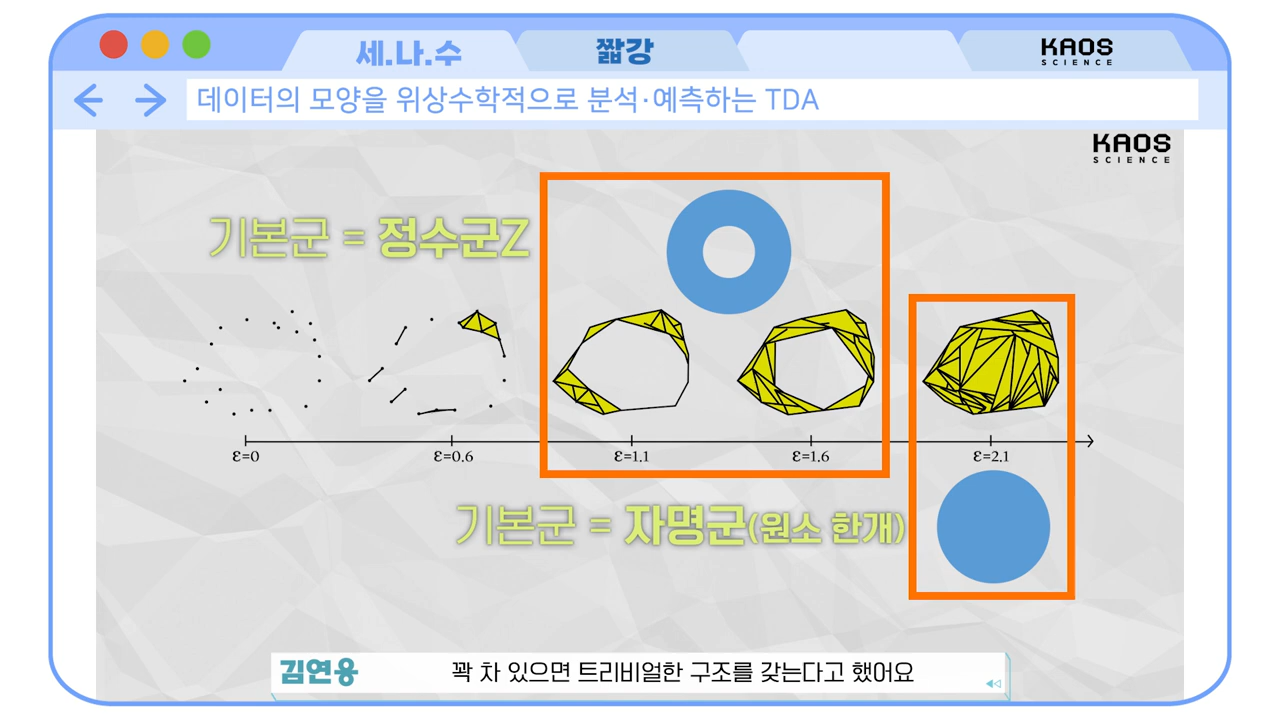 세.나.수
짧강
KAOS
SCIENCE
데이터의 모양을 위상수학적으로 분석·예측하는 TDA
KAOS
SCIENCE
기본군 = 정수군Z
ε=0
ε=0.6
ε=1.1
ε=1.6
ε=2.1
기본군 = 자명군(원소 한개)
김연응
꽉 차 있으면 트리비얼한 구조를 갖는다고 했어요